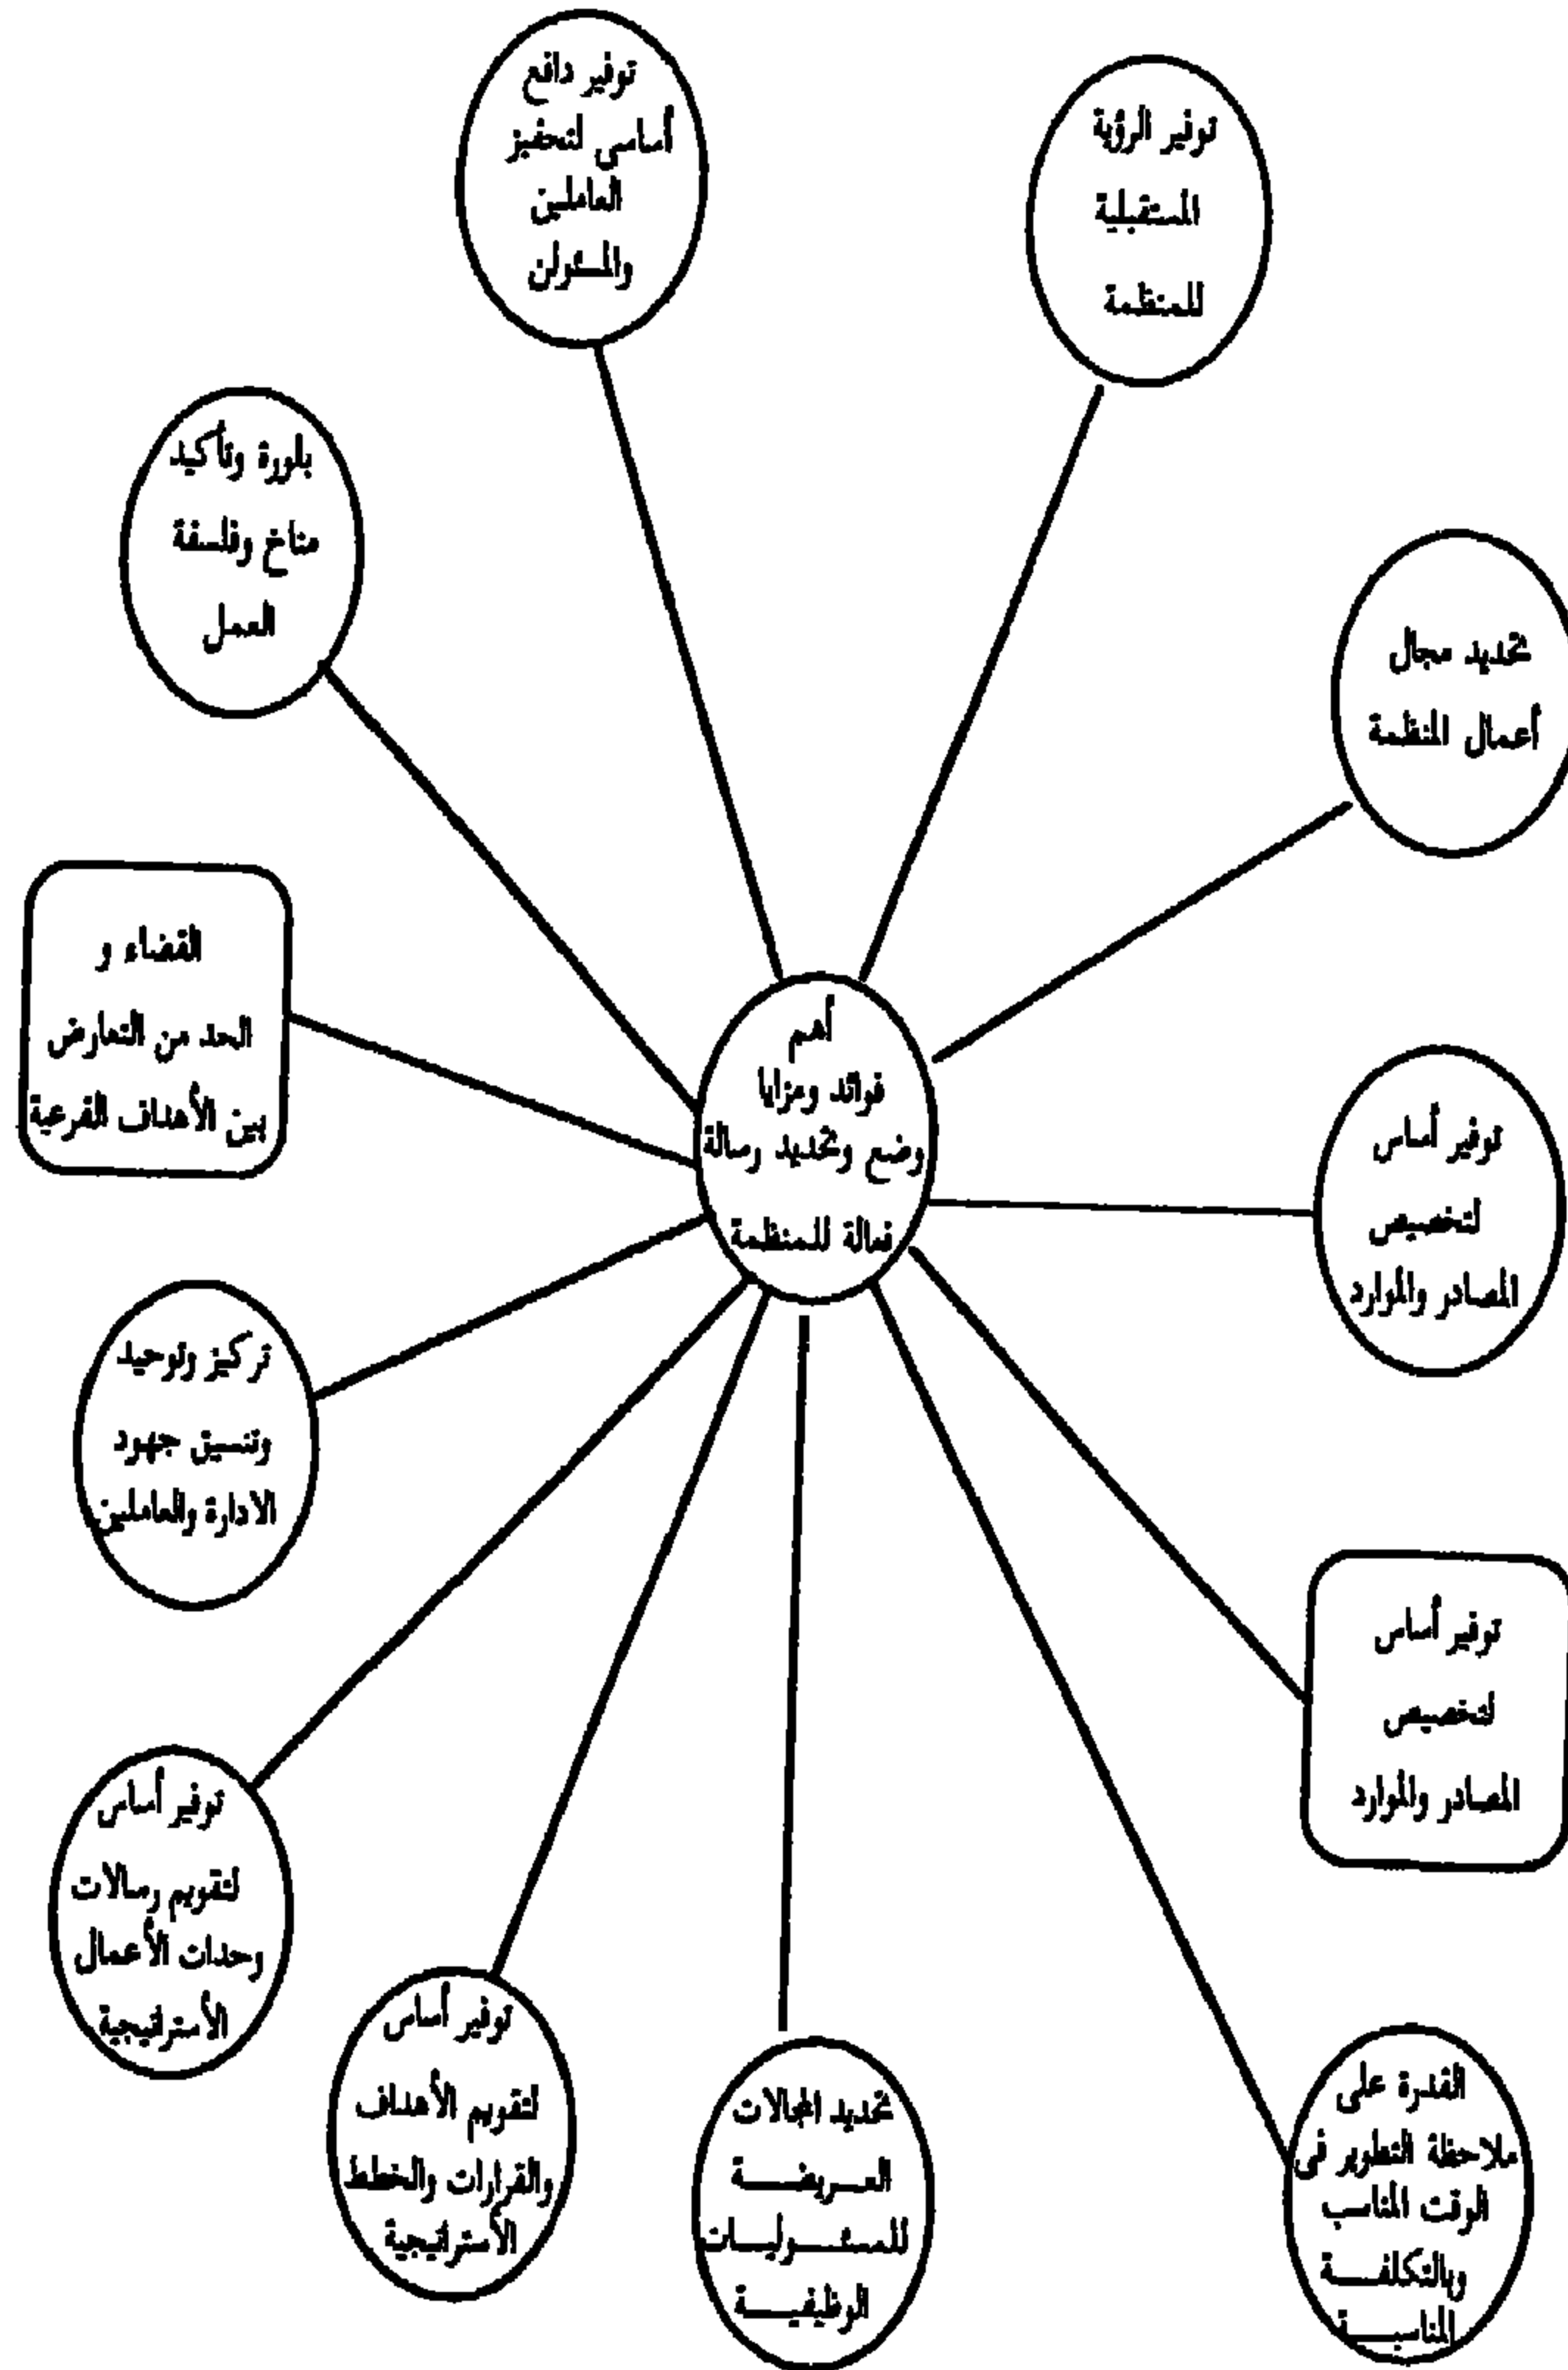 توفير دافع
أساسى لتحفيز
العاملين
توفير الرؤية
المستقبلية
للمنظمة
بلورة وتأكيد
مناخ وفلسفة
العمل
تحديد مجال
أعمال المنظمة
القضاء و
الحد من التعارض
بين الأهداف الفرعية
أهم
فوائد ومزايا
وضع وتحديد رسالة
فعالة للمنظمة
توفير أساس
لتخصيص
المصادر والموارد
تركيز وتوحيد
وتنسيق جهود
الادارة والعاملين
توفير أساس
لتخصيص
المصادر والموارد
توفير أساس
لتقويم رسالات
وحدات الأعمال
الأستراتيجية
توفير أساس
لتقويم الأهداف
والقرارات والخطط
الأستراتيجية
تحديد المجالات
العريضة
للمسئوليات
الوظيفية
القدرة على
ملاحظة التطوير فى
الوقت المناسب
وبالتكلفة
المناسبة